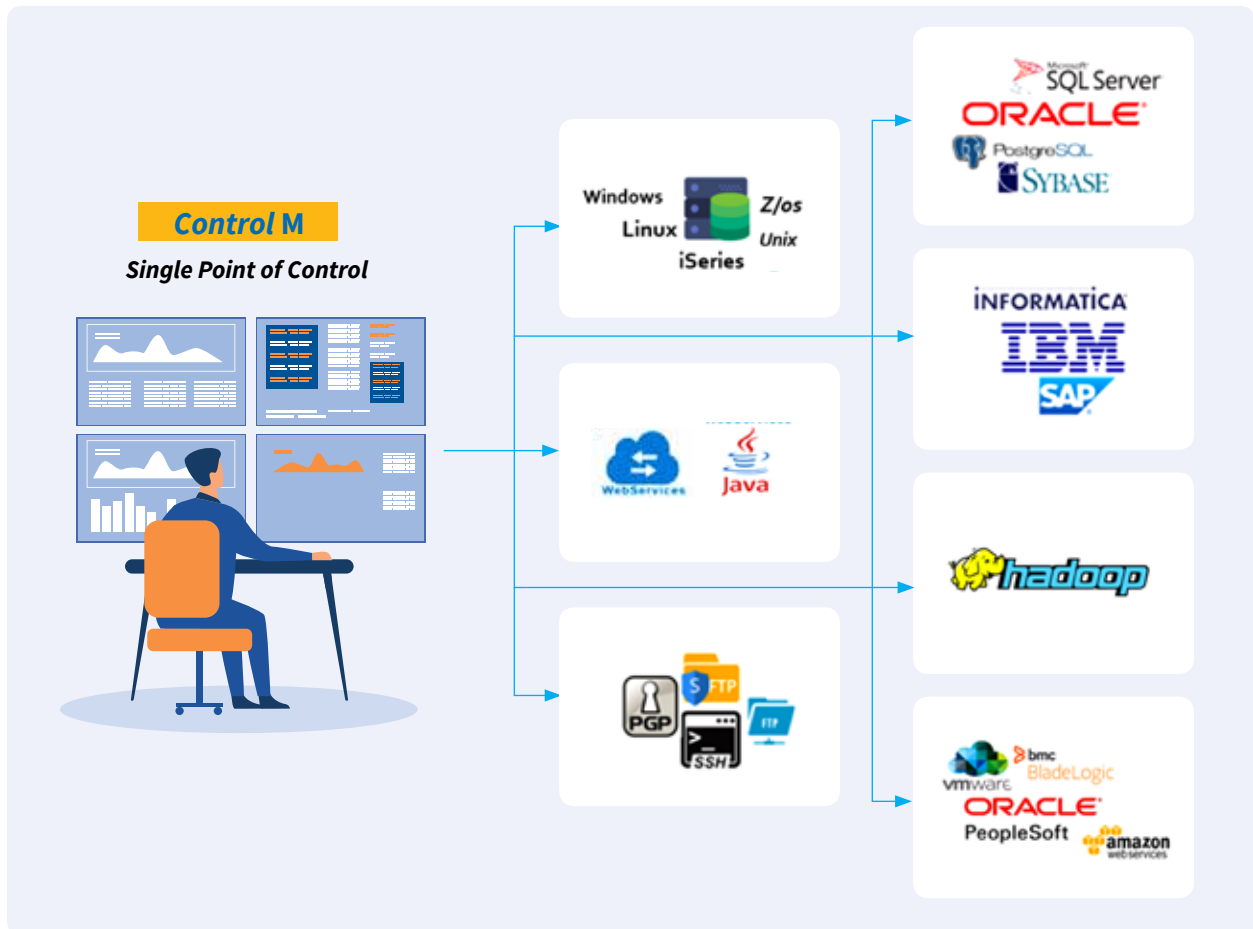 Control M
Single Point of Control
Windows
Linux
iSeries
Z/os
Unix
WebServices
Java
PGP
S FTP
>_
SSH
FTP
Microsoft
SQL Server
ORACLE
PostgreSQL
SYBASE
INFORMATICA
IBM
SAP
hadoop
vmware
bmc
BladeLogic
ORACLE
PeopleSoft
amazon
webservices